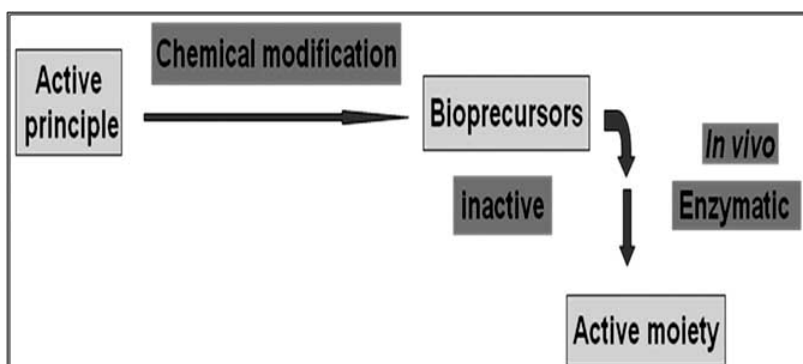 Chemical modification
Active
principle
Bioprecursors
In vivo
inactive
Enzymatic
Active moiety